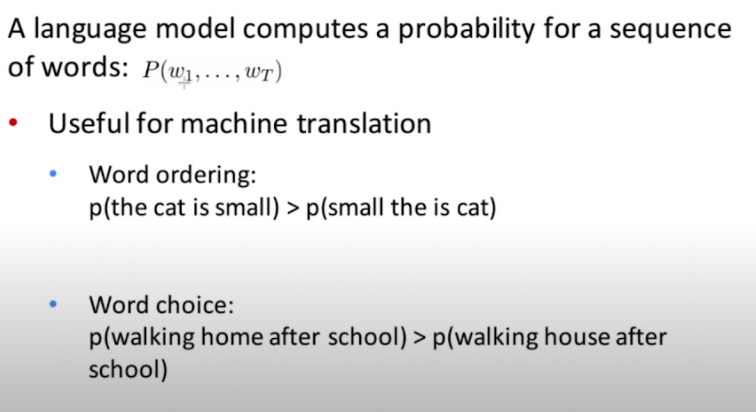 A language model computes a probability for a sequence
of words: P(w₁, . . . , w_T)
• Useful for machine translation
• Word ordering:
p(the cat is small) > p(small the is cat)
• Word choice:
p(walking home after school) > p(walking house after
school)